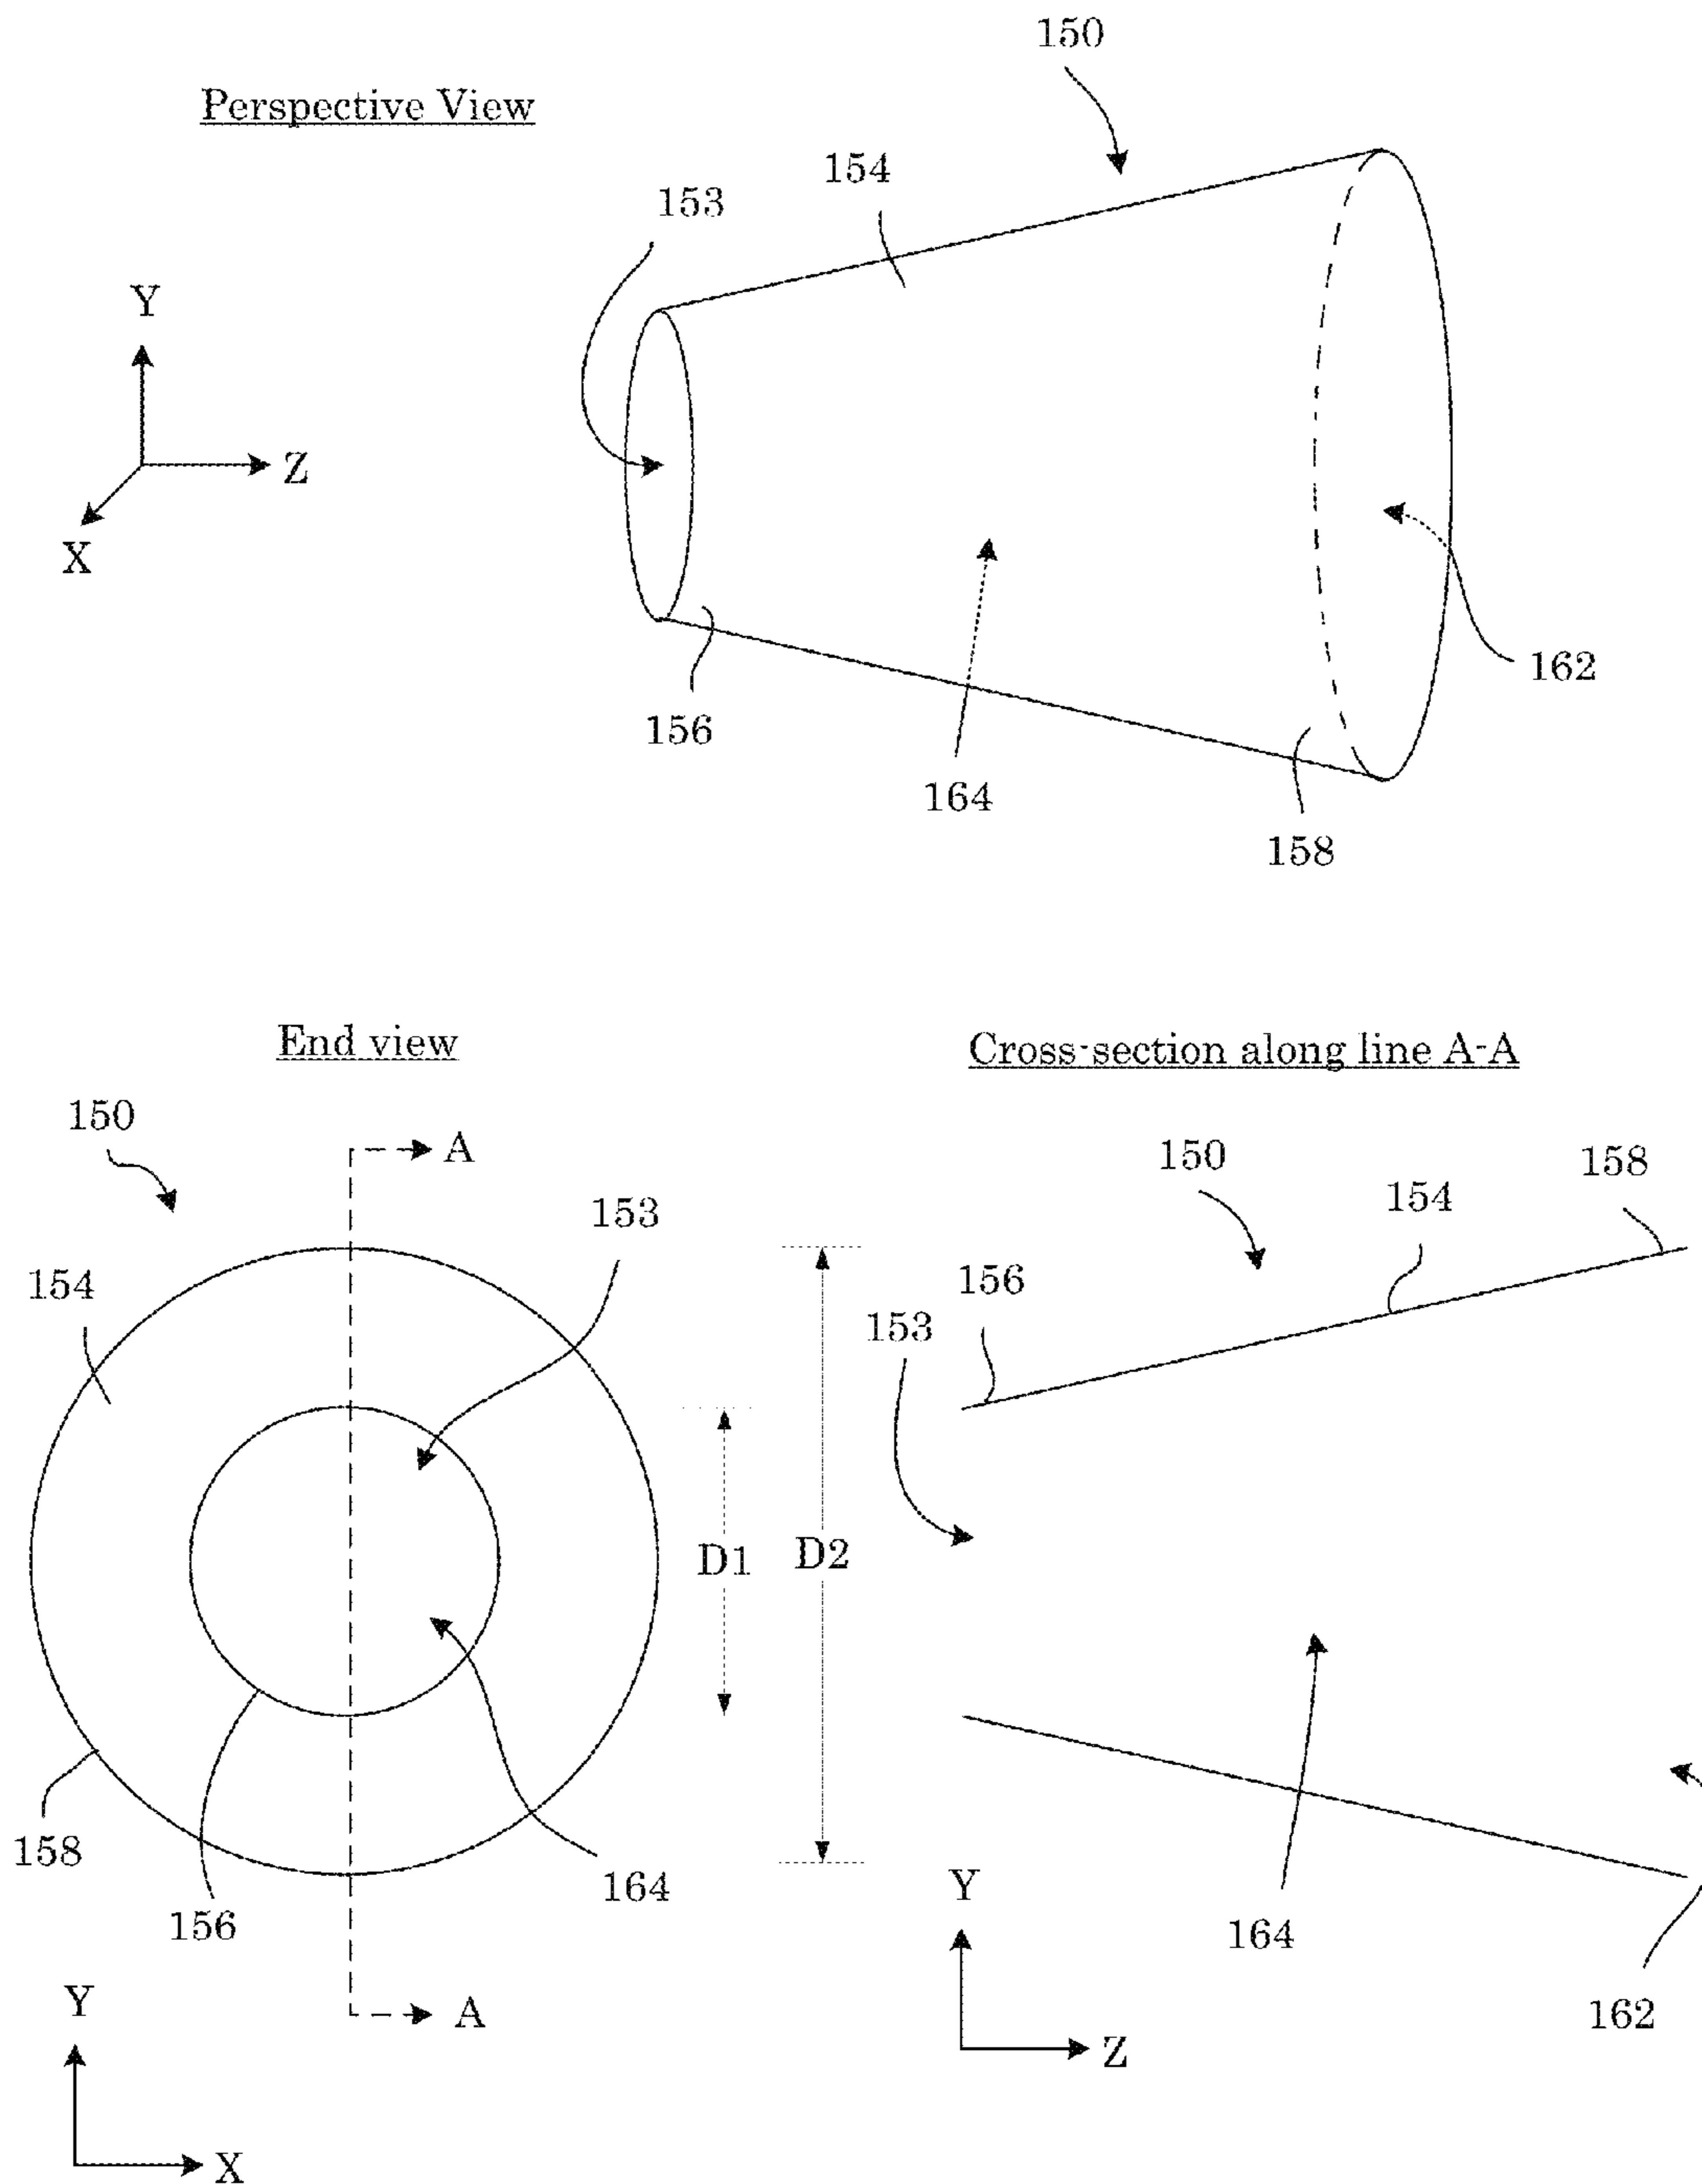 150
Perspective View
154
153
Y
Z
X
162
156
164
158
End view
Cross-section along line A-A
150
A
150
158
154
153
154
156
153
D1
D2
158
164
156
Y
164
A
Y
162
Z
X